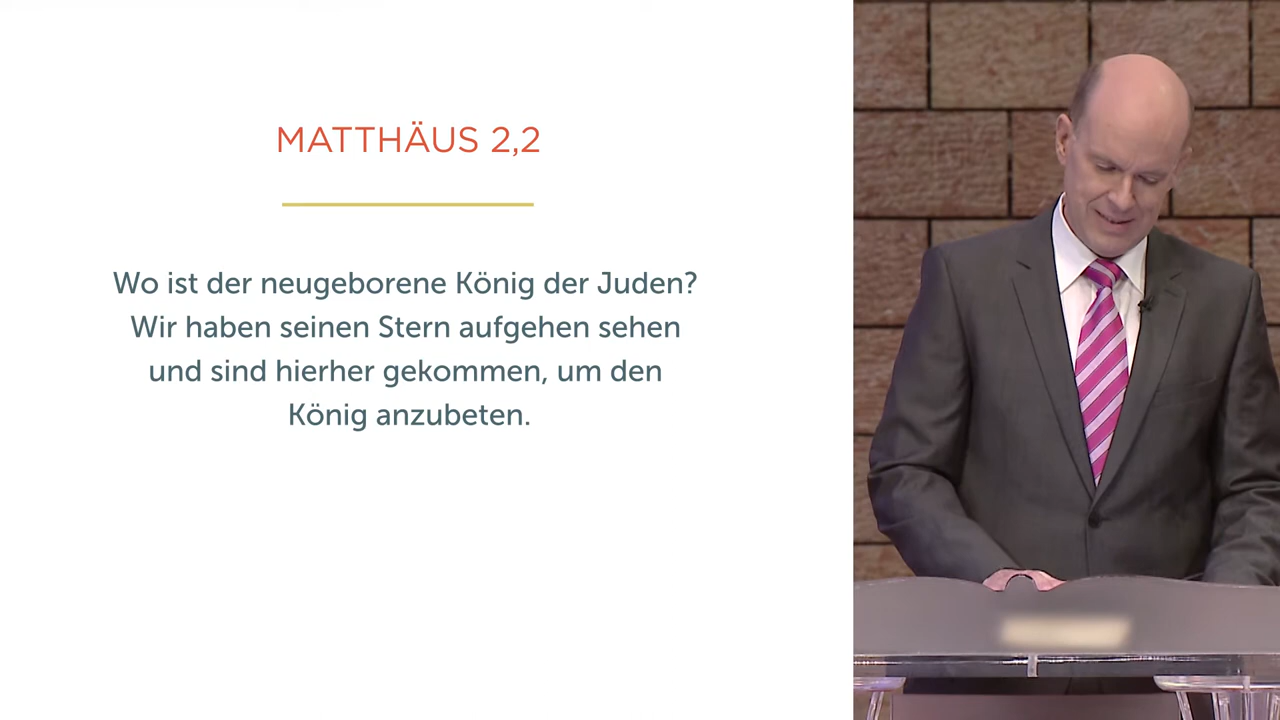 MATTHÄUS 2,2
Wo ist der neugeborene König der Juden?
Wir haben seinen Stern aufgehen sehen
und sind hierher gekommen, um den
König anzubeten.